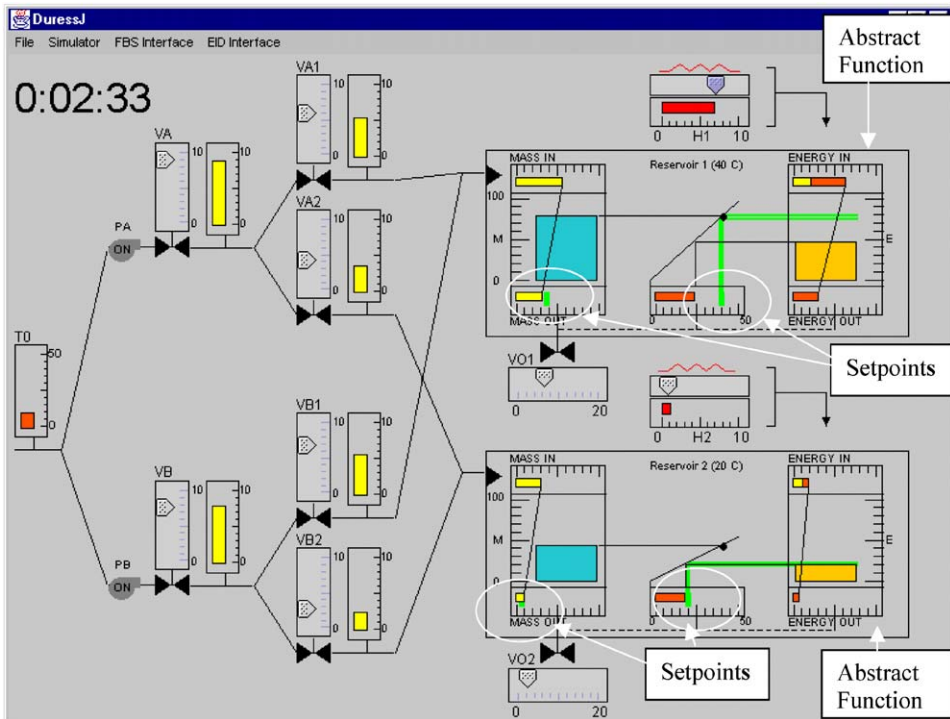 DuressJ
File Simulator FBS Interface EID Interface
Abstract
Function
0:02:33
VA1
10
10
0
0
VA
10
10
0
0
VA2
10
10
0
0
PA
ON
T0
50
0
VB1
10
10
0
0
VB
10
10
0
0
VB2
10
10
0
0
PB
ON
0 H1 10
MASS IN
Reservoir 1 (40 C)
ENERGY IN
100
M
E
0
0
50
MASS OUT
ENERGY OUT
Setpoints
VO1
0 20
0 H2 10
MASS IN
Reservoir 2 (20 C)
ENERGY IN
100
M
E
0
0
50
MASS OUT
ENERGY OUT
VO2
0 20
Setpoints
Abstract
Function